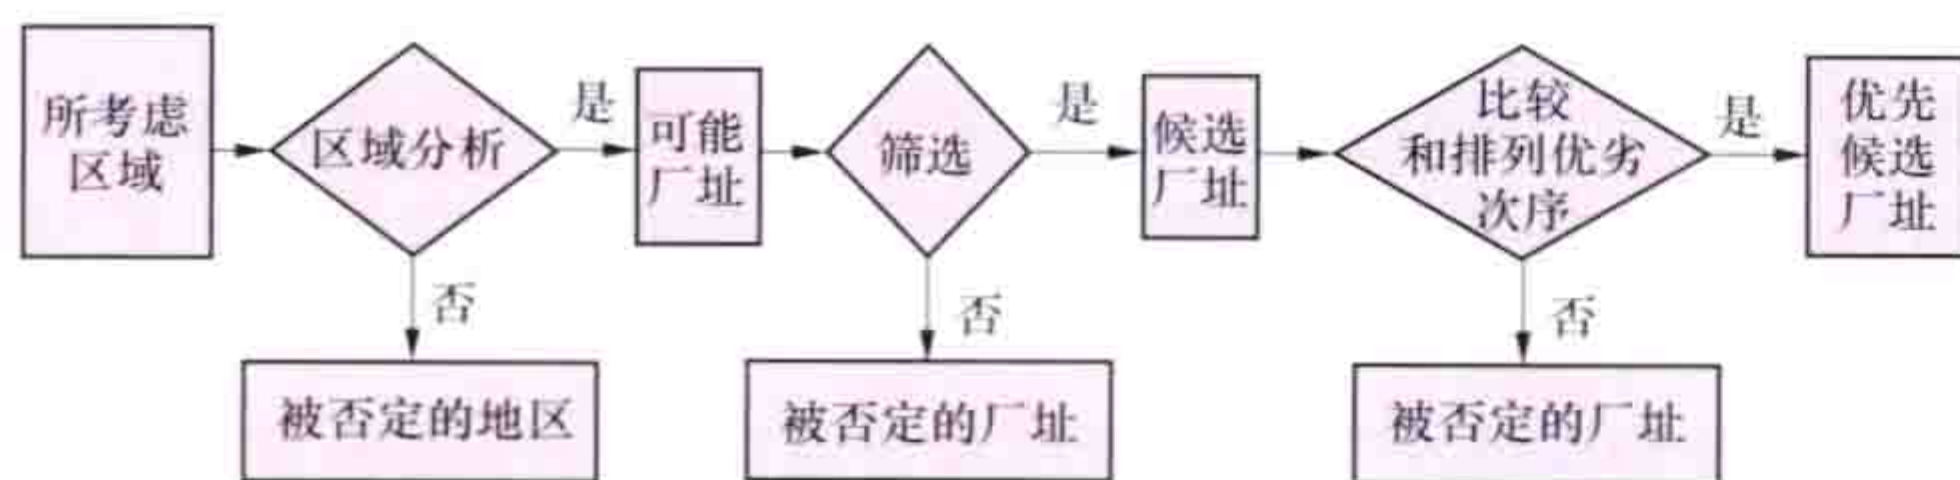 所考虑
区域
区域分析
是
否
被否定的地区
可能
厂址
筛选
是
否
被否定的厂址
候选
厂址
比较
和排列优劣
次序
是
否
被否定的厂址
优先
候选
厂址